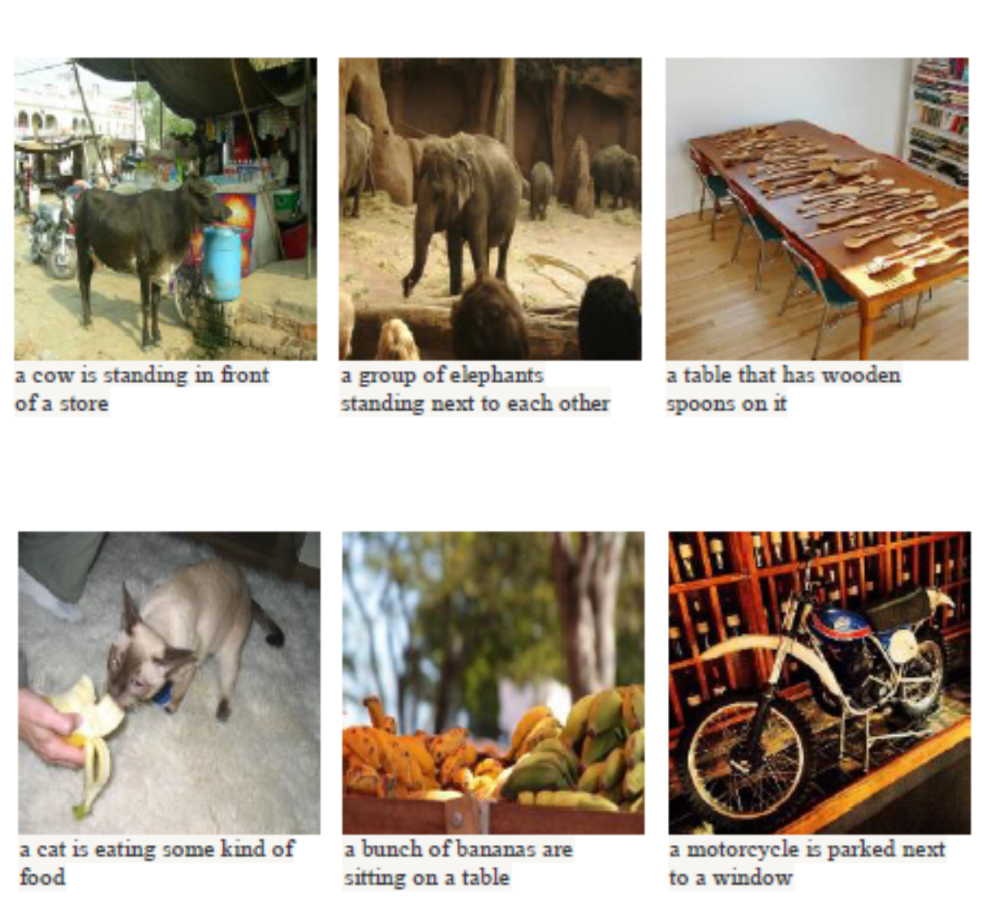 a cow is standing in front
of a store
a group of elephants
standing next to each other
a table that has wooden
spoons on it
a cat is eating some kind of
food
a bunch of bananas are
sitting on a table
a motorcycle is parked next
to a window